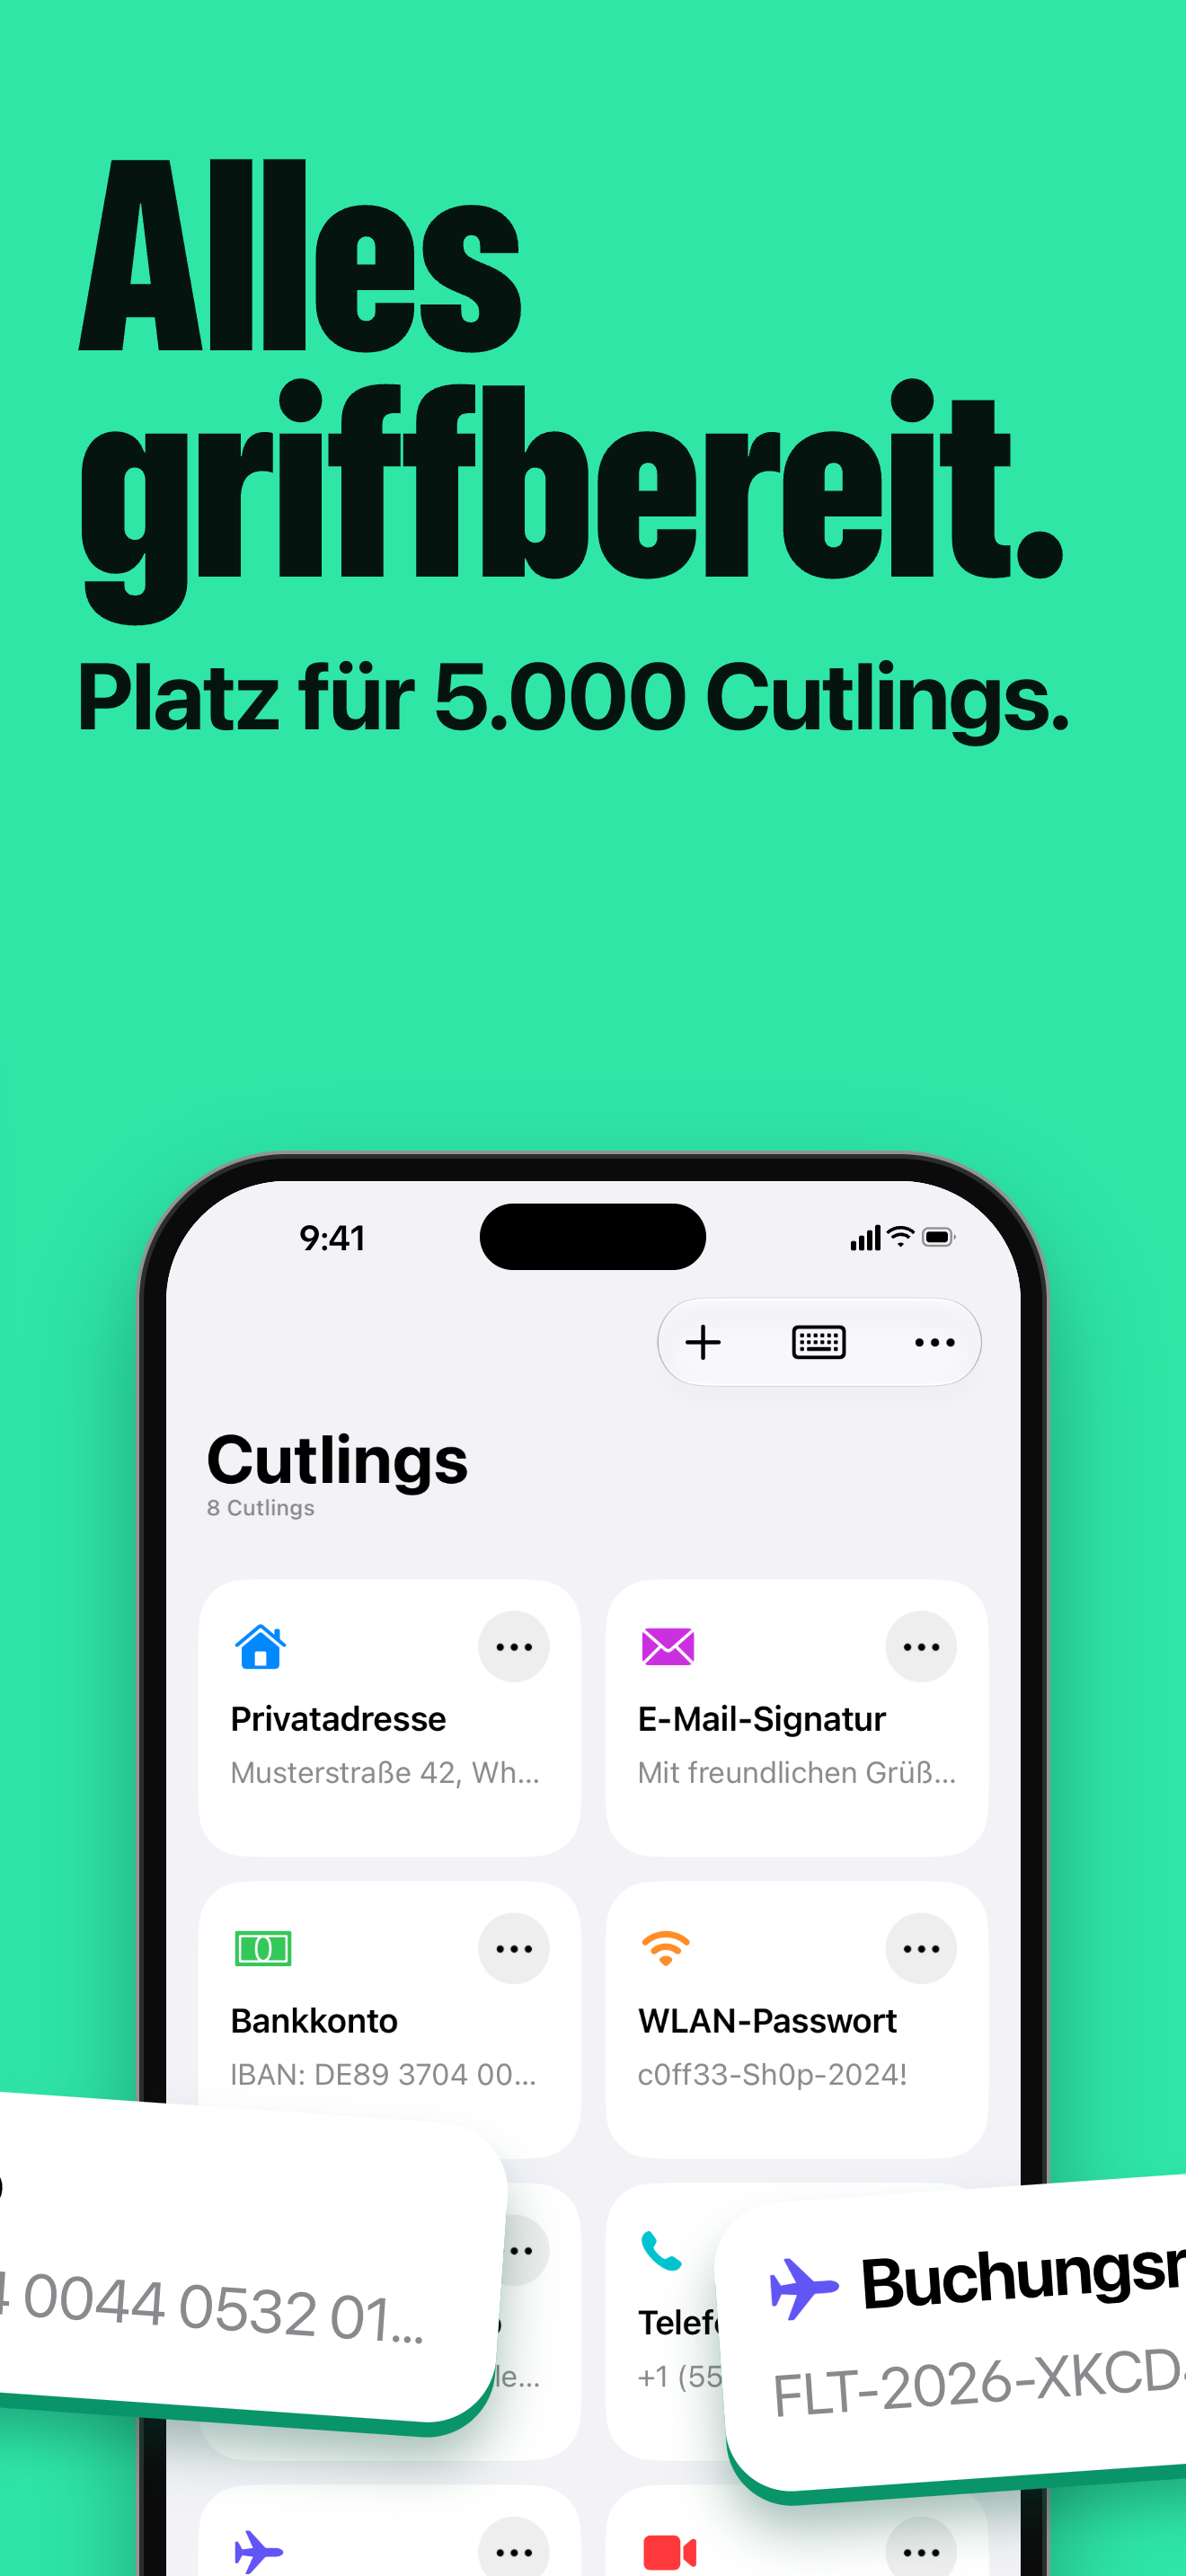 Alles
griffbereit.
Platz für 5.000 Cutlings.
9:41
Cutlings
8 Cutlings
Privatadresse
Musterstraße 42, Wh...
E-Mail-Signatur
Mit freundlichen Grüß...
Bankkonto
IBAN: DE89 3704 00...
WLAN-Passwort
c0ff33-Sh0p-2024!
0044 0532 01...
+1 (55
Buchungsr
FLT-2026-XKCD